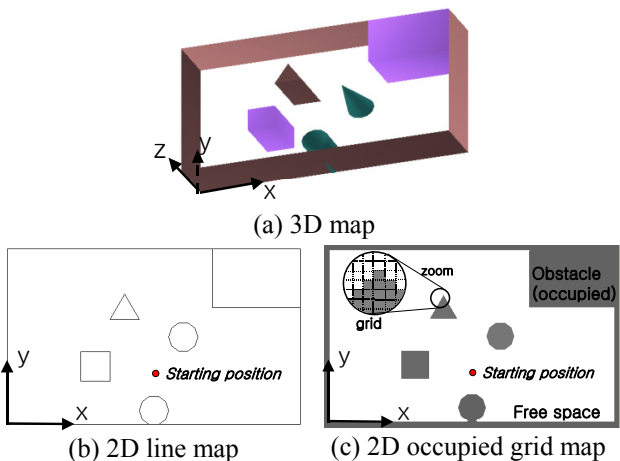 z
y
x
(a) 3D map
y
Starting position
x
(b) 2D line map
zoom
grid
Obstacle
(occupied)
y
Starting position
x
Free space
(c) 2D occupied grid map